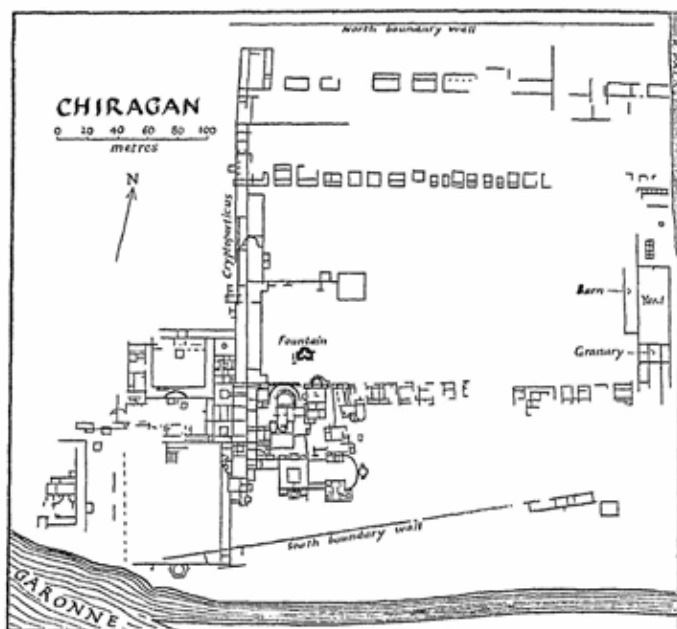 North boundary wall
CHIRAGAN
0 20 40 60 80 100
metres
N
Cryptoporticus
Barn
Yard
Fountain
Granary
South boundary wall
GARONNE